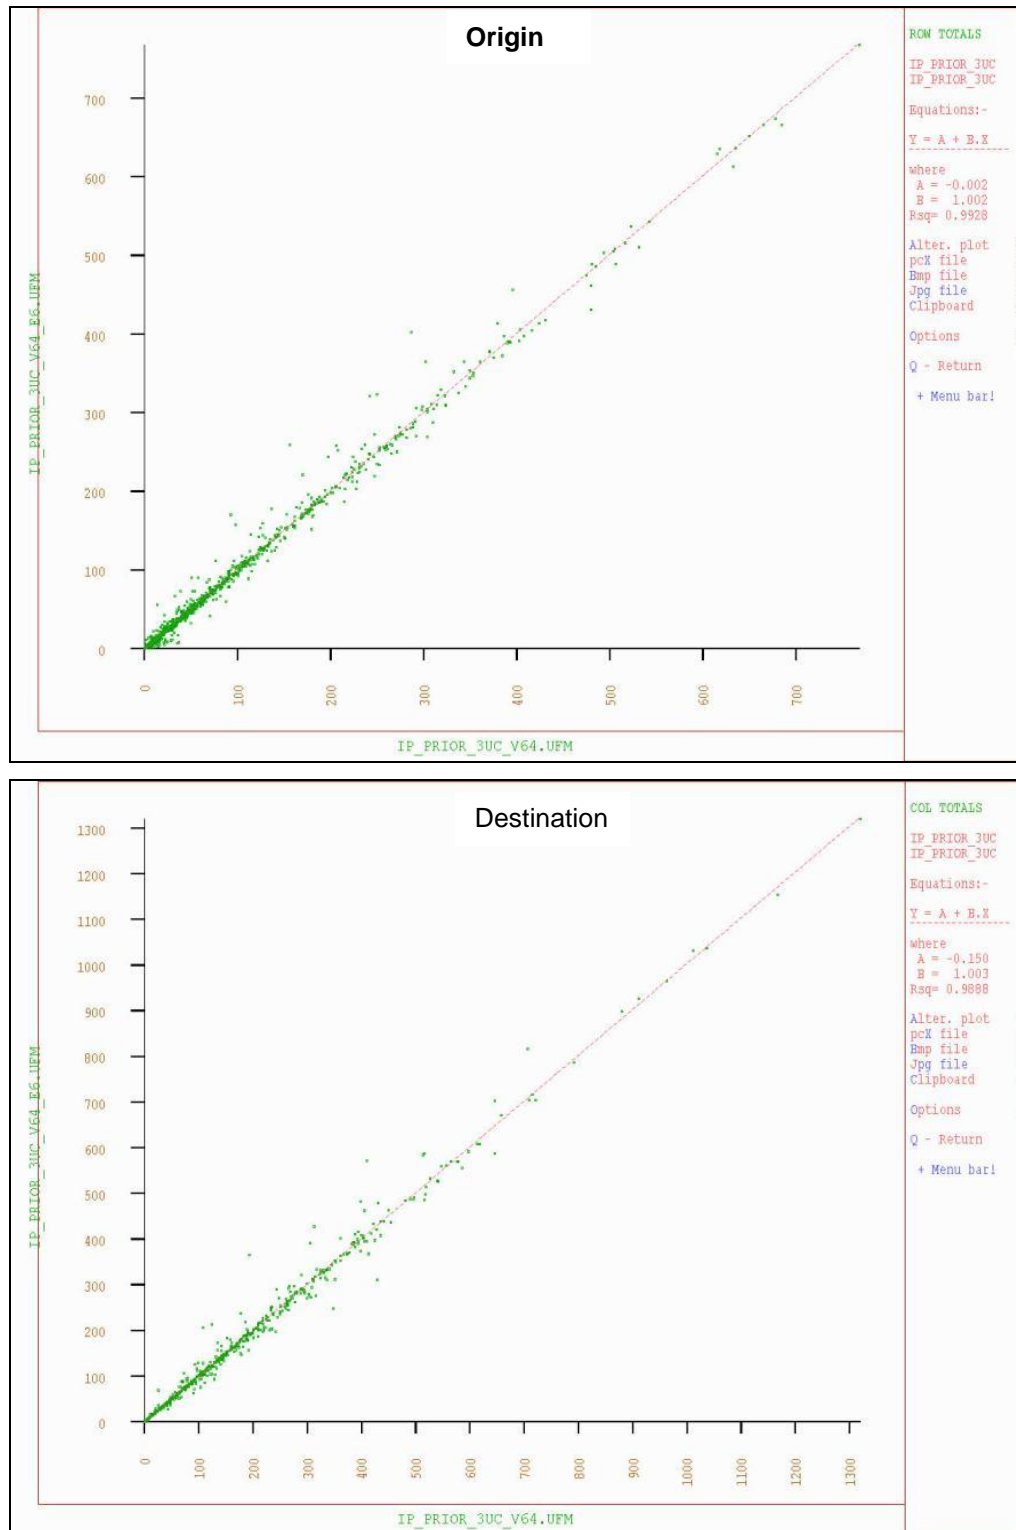 Origin
ROW TOTALS
IP_PRIOR_3UC
IP_PRIOR_3UC
Equations:-
Y = A + B.X
where
A = -0.002
B = 1.002
Rsq= 0.9928
Alter. plot
pcX file
Bmp file
Jpg file
Clipboard
Options
Q - Return
+ Menu bar!
700
600
500
400
300
200
100
0
IP_PRIOR_3UC_V64_E6.UFM
0 100 200 300 400 500 600 700
IP_PRIOR_3UC_V64.UFM
Destination
COL TOTALS
IP_PRIOR_3UC
IP_PRIOR_3UC
Equations:-
Y = A + B.X
where
A = -0.150
B = 1.003
Rsq= 0.9888
Alter. plot
pcX file
Bmp file
Jpg file
Clipboard
Options
Q - Return
+ Menu bar!
1300
1200
1100
1000
900
800
700
600
500
400
300
200
100
0
IP_PRIOR_3UC_V64_E6.UFM
0 100 200 300 400 500 600 700 800 900 1000 1100 1200 1300
IP_PRIOR_3UC_V64.UFM